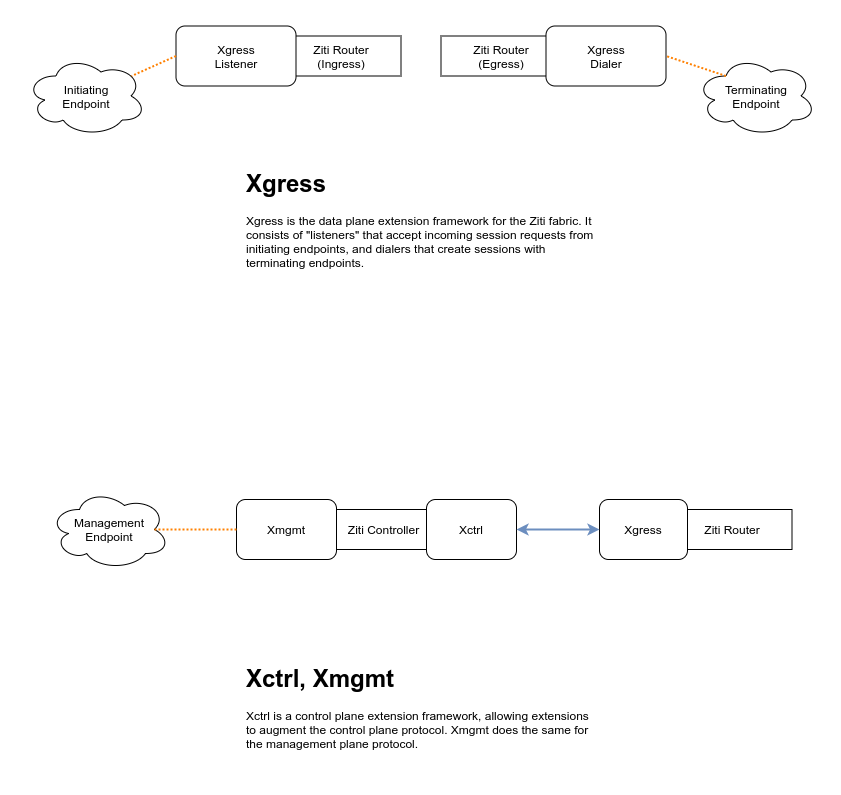 Xgress
Listener
Ziti Router
(Ingress)
Ziti Router
(Egress)
Xgress
Dialer
Initiating
Endpoint
Terminating
Endpoint
Xgress
Xgress is the data plane extension framework for the Ziti fabric. It
consists of "listeners" that accept incoming session requests from
initiating endpoints, and dialers that create sessions with
terminating endpoints.
Management
Endpoint
Xmgmt
Ziti Controller
Xctrl
Xgress
Ziti Router
Xctrl, Xmgmt
Xctrl is a control plane extension framework, allowing extensions
to augment the control plane protocol. Xmgmt does the same for
the management plane protocol.